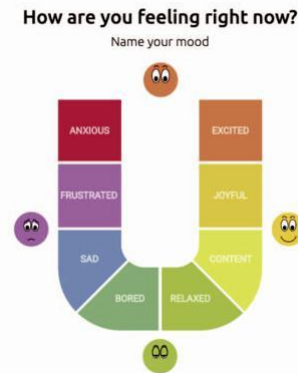 How are you feeling right now?
Name your mood
ANXIOUS
EXCITED
FRUSTRATED
JOYFUL
SAD
CONTENT
BORED
RELAXED